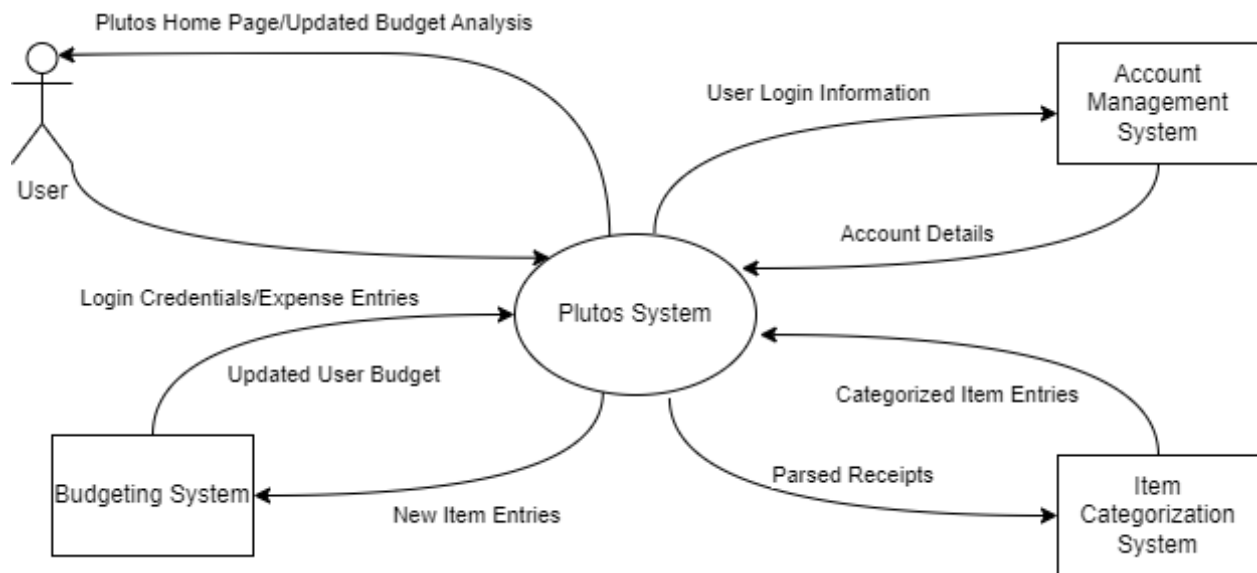 Plutos Home Page/Updated Budget Analysis
User
User Login Information
Account
Management
System
Account Details
Login Credentials/Expense Entries
Plutos System
Updated User Budget
Categorized Item Entries
Budgeting System
New Item Entries
Parsed Receipts
Item
Categorization
System